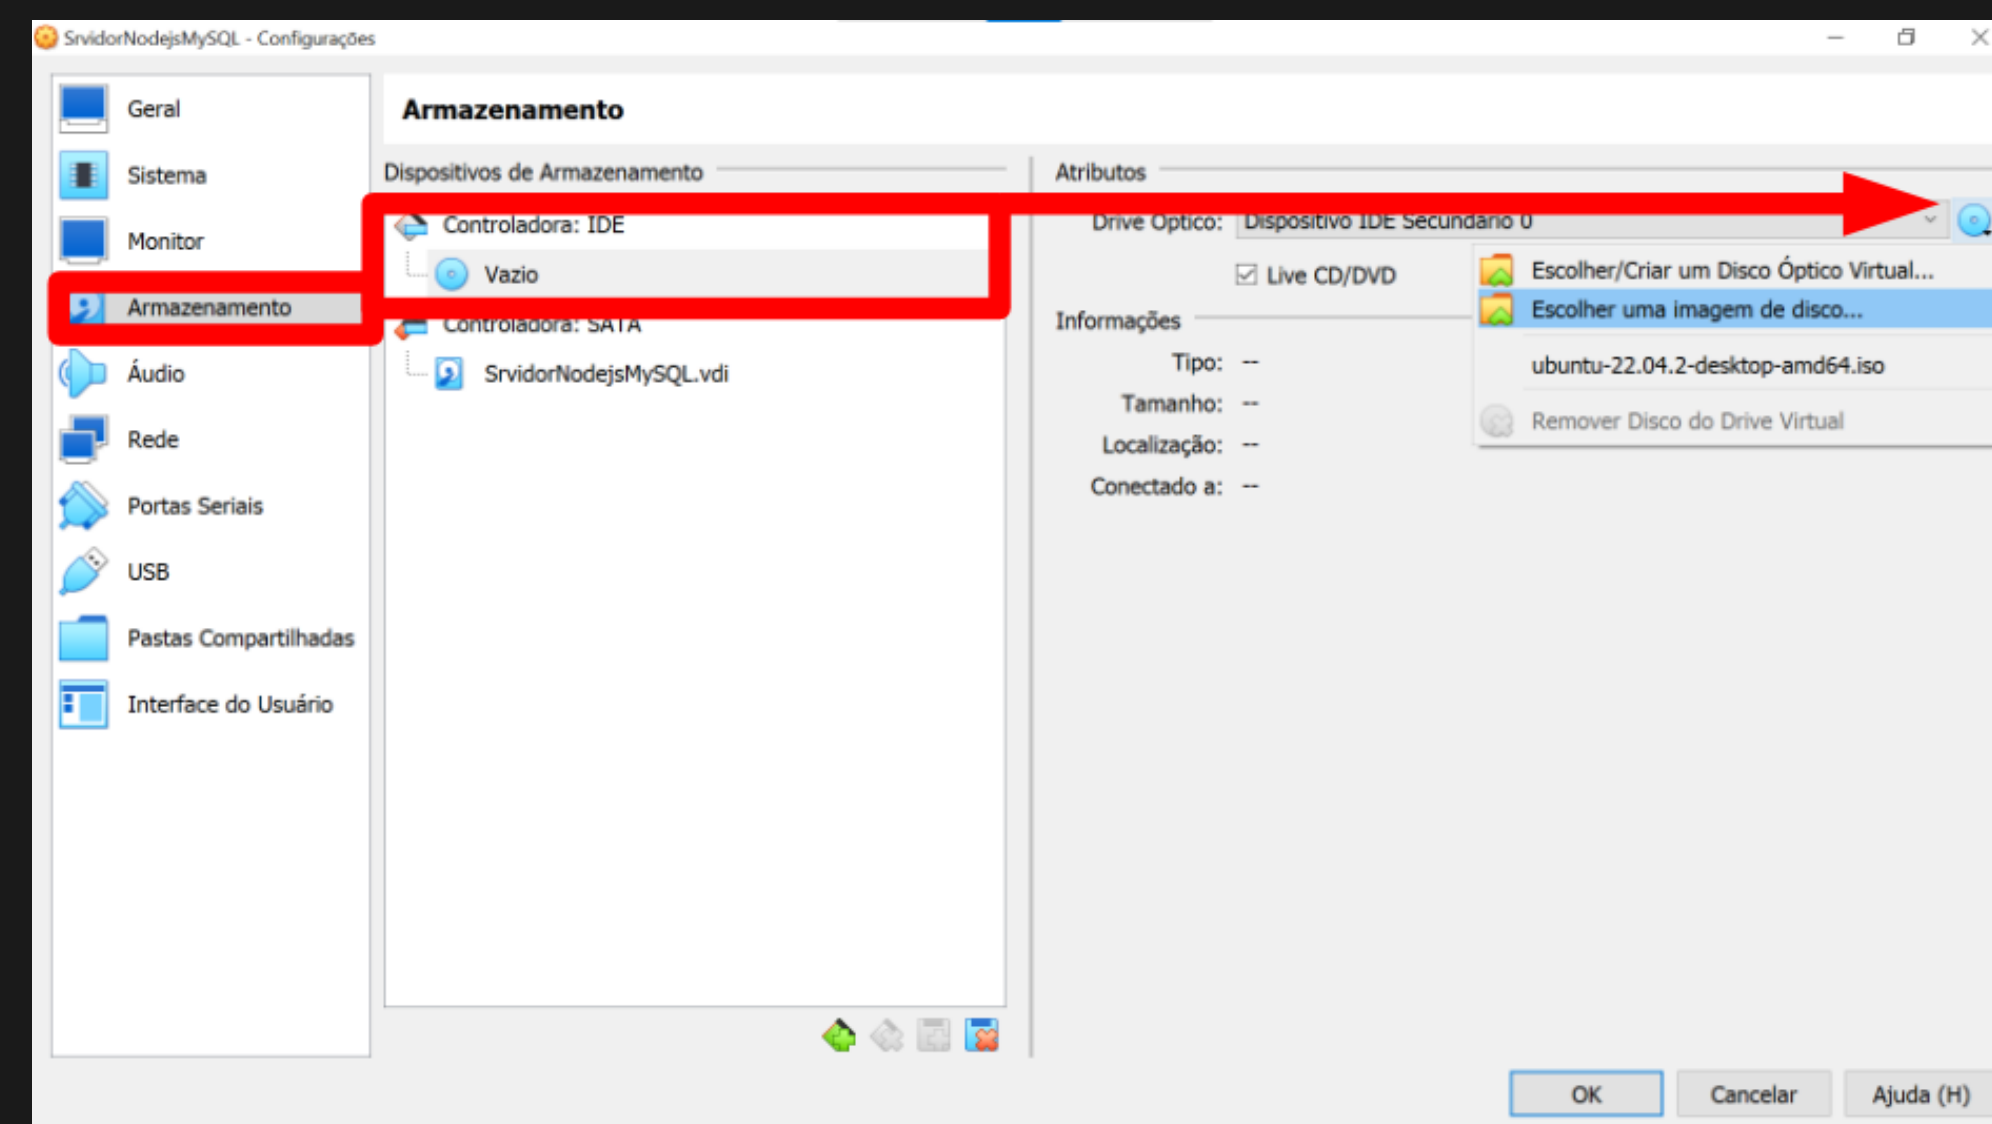 SrvidorNodejsMySQL - Configurações
Geral
Sistema
Monitor
Armazenamento
Áudio
Rede
Portas Seriais
USB
Pastas Compartilhadas
Interface do Usuário
Armazenamento
Dispositivos de Armazenamento
Controladora: IDE
Vazio
Controladora: SATA
SrvidorNodejsMySQL.vdi
Atributos
Drive Óptico: Dispositivo IDE Secundário 0
Live CD/DVD
Informações
Tipo: --
Tamanho: --
Localização: --
Conectado a: --
Escolher/Criar um Disco Óptico Virtual...
Escolher uma imagem de disco...
ubuntu-22.04.2-desktop-amd64.iso
Remover Disco do Drive Virtual
OK Cancelar Ajuda (H)